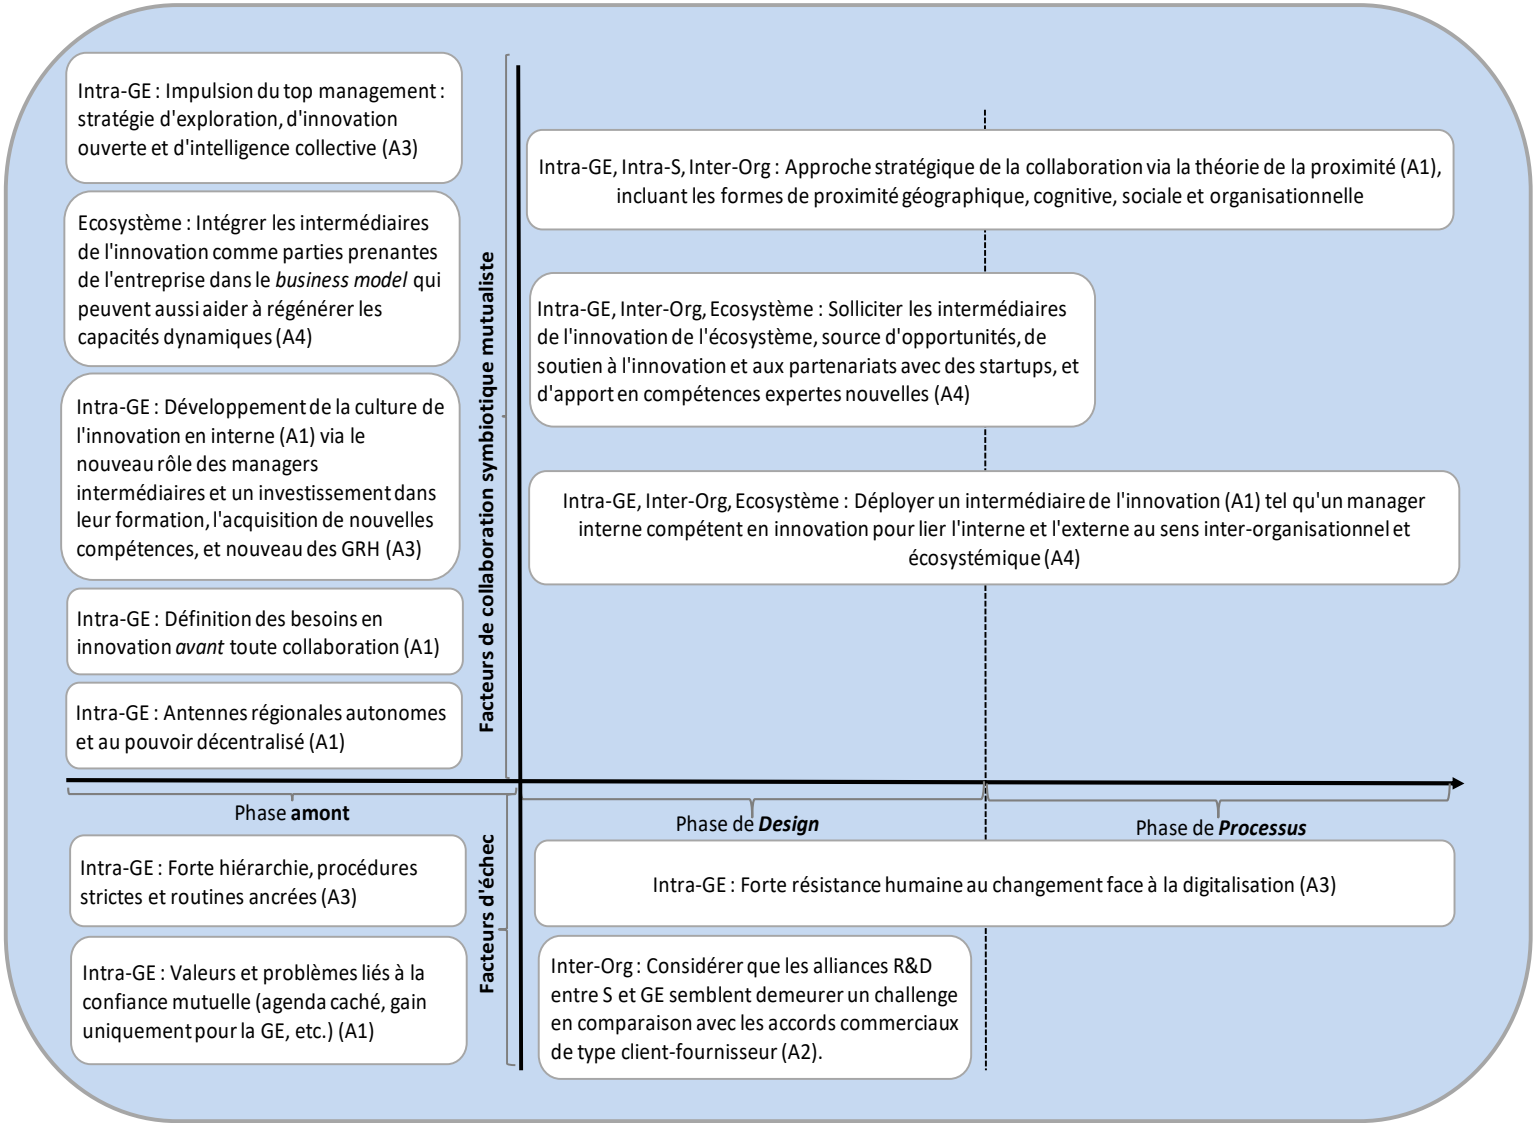 Intra-GE : Impulsion du top management :
stratégie d'exploration, d'innovation
ouverte et d'intelligence collective (A3)
Ecosystème : Intégrer les intermédiaires
de l'innovation comme parties prenantes
de l'entreprise dans le business model qui
peuvent aussi aider à régénérer les
capacités dynamiques (A4)
Intra-GE : Développement de la culture de
l'innovation en interne (A1) via le
nouveau rôle des managers
intermédiaires et un investissement dans
leur formation, l'acquisition de nouvelles
compétences, et nouveau des GRH (A3)
Intra-GE : Définition des besoins en
innovation avant toute collaboration (A1)
Intra-GE : Antennes régionales autonomes
et au pouvoir décentralisé (A1)
Facteurs de collaboration symbiotique mutualiste
Intra-GE, Intra-S, Inter-Org : Approche stratégique de la collaboration via la théorie de la proximité (A1),
incluant les formes de proximité géographique, cognitive, sociale et organisationnelle
Intra-GE, Inter-Org, Ecosystème : Solliciter les intermédiaires
de l'innovation de l'écosystème, source d'opportunités, de
soutien à l'innovation et aux partenariats avec des startups, et
d'apport en compétences expertes nouvelles (A4)
Intra-GE, Inter-Org, Ecosystème : Déployer un intermédiaire de l'innovation (A1) tel qu'un manager
interne compétent en innovation pour lier l'interne et l'externe au sens inter-organisationnel et
écosystémique (A4)
Phase amont
Phase de Design
Phase de Processus
Intra-GE : Forte hiérarchie, procédures
strictes et routines ancrées (A3)
Intra-GE : Valeurs et problèmes liés à la
confiance mutuelle (agenda caché, gain
uniquement pour la GE, etc.) (A1)
Facteurs d'échec
Intra-GE : Forte résistance humaine au changement face à la digitalisation (A3)
Inter-Org : Considérer que les alliances R&D
entre S et GE semblent demeurer un challenge
en comparaison avec les accords commerciaux
de type client-fournisseur (A2).